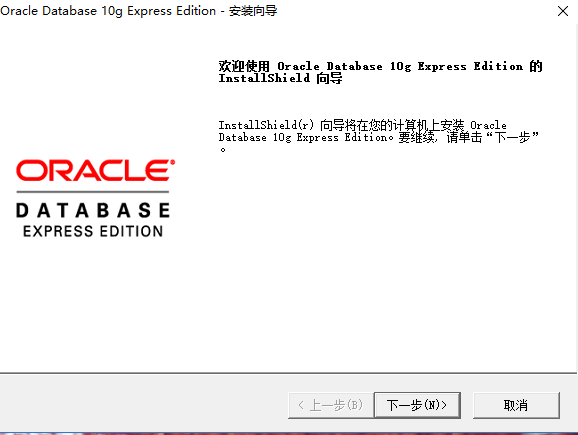 Oracle Database 10g Express Edition - 安装向导
欢迎使用 Oracle Database 10g Express Edition 的
InstallShield 向导
InstallShield(r) 向导将在您的计算机上安装 Oracle
Database 10g Express Edition。要继续, 请单击“下一步”
。
ORACLE®
DATABASE
EXPRESS EDITION
< 上一步(B)
下一步(N)>
取消